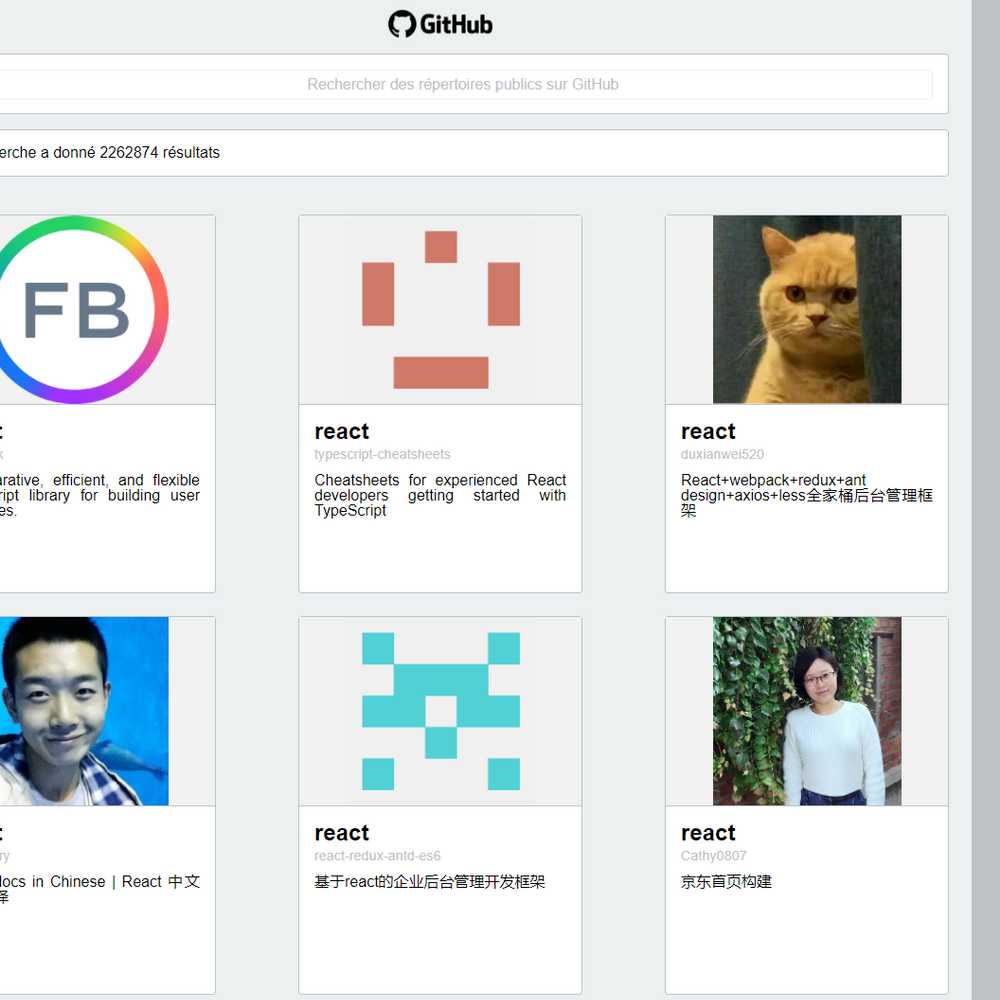 GitHub
Rechercher des répertoires publics sur GitHub
erche a donné 2262874 résultats
FB
react
react
typescript-cheatsheets
duxianwei520
arative, efficient, and flexible
ript library for building user
es.
Cheatsheets for experienced React
developers getting started with
TypeScript
React+webpack+redux+ant
design+axios+less全家桶后台管理框
架
react
react
ry
react-redux-antd-es6
Cathy0807
locs in Chinese | React 中文
译
基于react的企业后台管理开发框架
京东首页构建